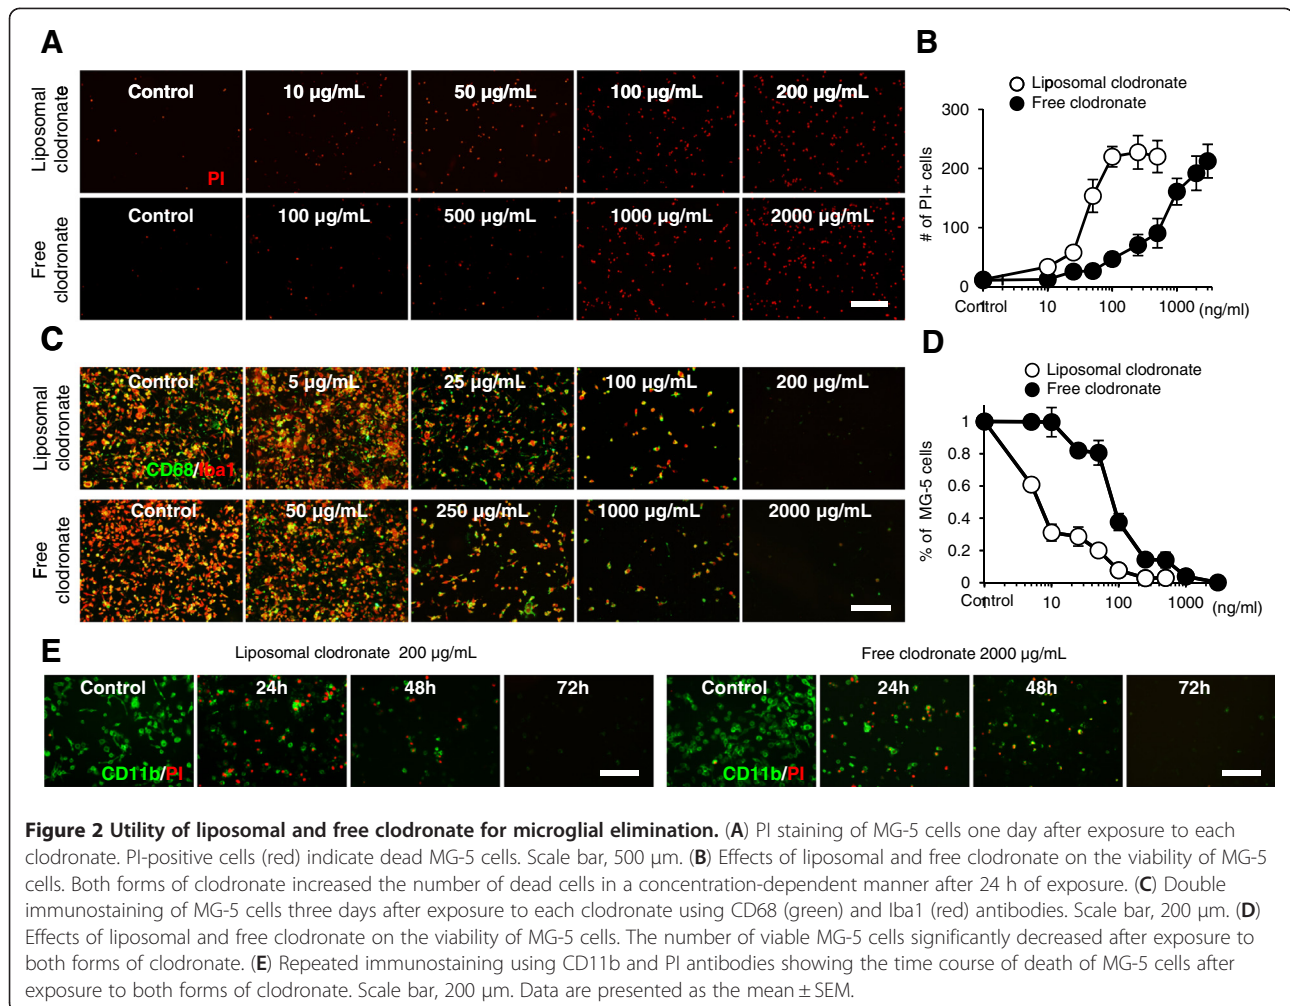 A
Liposomal
clodronate
Control
10 µg/mL
50 µg/mL
100 µg/mL
200 µg/mL
PI
Free
clodronate
Control
100 µg/mL
500 µg/mL
1000 µg/mL
2000 µg/mL
B
Liposomal clodronate
Free clodronate
# of PI+ cells
300
200
100
0
Control
1
10
100
1000
(ng/ml)
C
Liposomal
clodronate
Control
5 µg/mL
25 µg/mL
100 µg/mL
200 µg/mL
CD68/Iba1
Free
clodronate
Control
50 µg/mL
250 µg/mL
1000 µg/mL
2000 µg/mL
D
Liposomal clodronate
Free clodronate
% of MG-5 cells
1
0.8
0.6
0.4
0.2
0
Control
1
10
100
1000
(ng/ml)
E
Liposomal clodronate 200 µg/mL
Control
24h
48h
72h
CD11b/PI
Free clodronate 2000 µg/mL
Control
24h
48h
72h
CD11b/PI
Figure 2 Utility of liposomal and free clodronate for microglial elimination. (A) PI staining of MG-5 cells one day after exposure to each
clodronate. PI-positive cells (red) indicate dead MG-5 cells. Scale bar, 500 µm. (B) Effects of liposomal and free clodronate on the viability of MG-5
cells. Both forms of clodronate increased the number of dead cells in a concentration-dependent manner after 24 h of exposure. (C) Double
immunostaining of MG-5 cells three days after exposure to each clodronate using CD68 (green) and Iba1 (red) antibodies. Scale bar, 200 µm. (D)
Effects of liposomal and free clodronate on the viability of MG-5 cells. The number of viable MG-5 cells significantly decreased after exposure to
both forms of clodronate. (E) Repeated immunostaining using CD11b and PI antibodies showing the time course of death of MG-5 cells after
exposure to both forms of clodronate. Scale bar, 200 µm. Data are presented as the mean ± SEM.